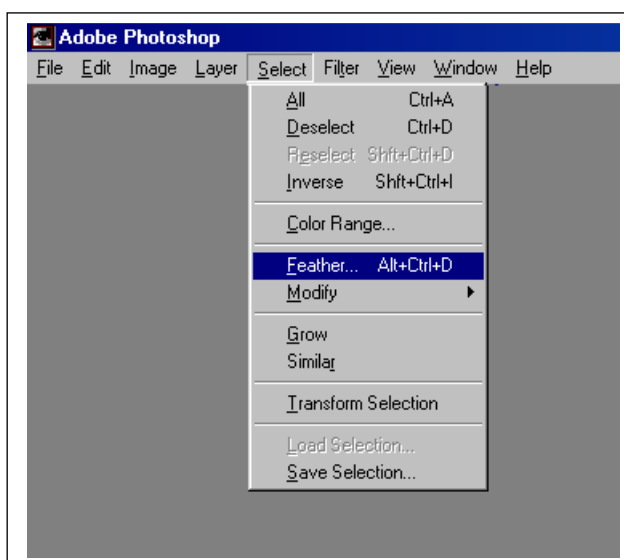 Adobe Photoshop
File Edit Image Layer Select Filter View Window Help
All Ctrl+A
Deselect Ctrl+D
Reselect Shft+Ctrl+D
Inverse Shft+Ctrl+I
Color Range...
Feather... Alt+Ctrl+D
Modify
Grow
Similar
Transform Selection
Load Selection...
Save Selection...